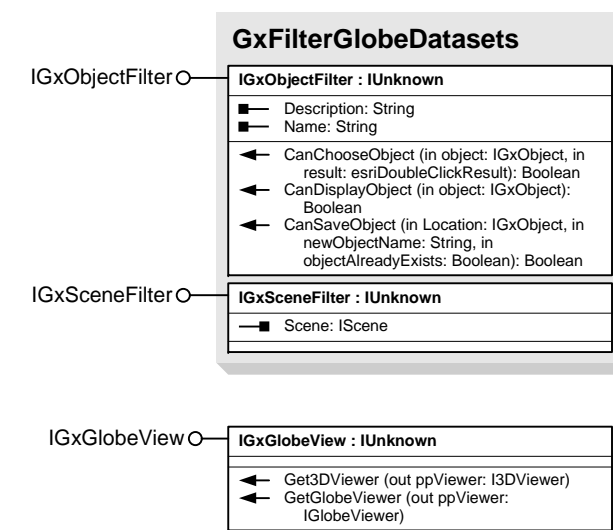 GxFilterGlobeDatasets
IGxObjectFilter
IGxObjectFilter : IUnknown
Description: String
Name: String
CanChooseObject (in object: IGxObject, in
result: esriDoubleClickResult): Boolean
CanDisplayObject (in object: IGxObject):
Boolean
CanSaveObject (in Location: IGxObject, in
newObjectName: String, in
objectAlreadyExists: Boolean): Boolean
IGxSceneFilter
IGxSceneFilter : IUnknown
Scene: IScene
IGxGlobeView
IGxGlobeView : IUnknown
Get3DViewer (out ppViewer: I3DViewer)
GetGlobeViewer (out ppViewer:
IGlobeViewer)